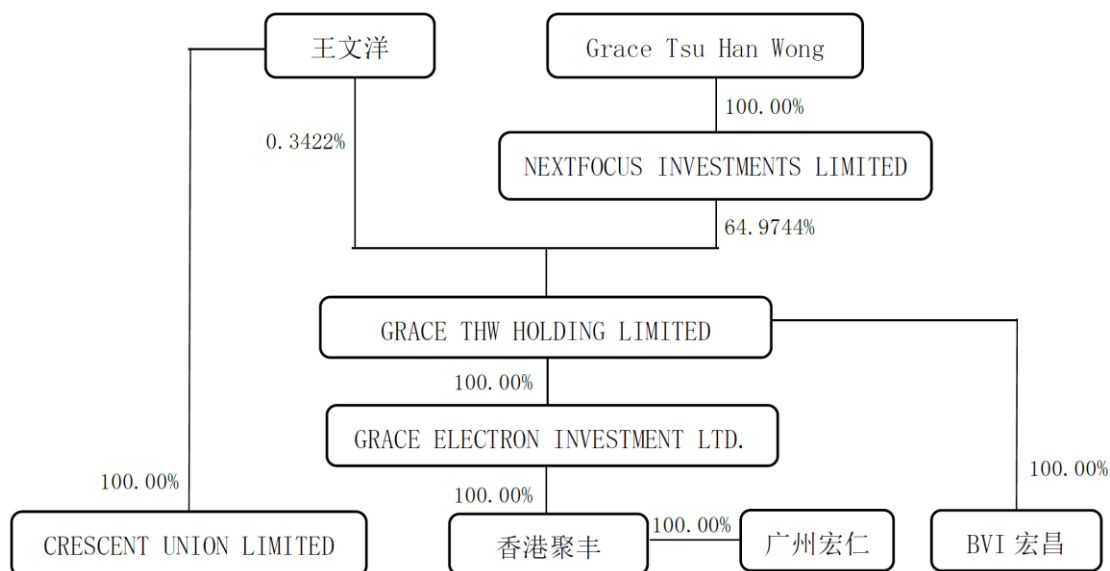 王文洋
Grace Tsu Han Wong
100.00%
0.3422%
NEXTFOCUS INVESTMENTS LIMITED
64.9744%
GRACE THW HOLDING LIMITED
100.00%
GRACE ELECTRON INVESTMENT LTD.
100.00%
100.00%
100.00%
CRESCENT UNION LIMITED
香港聚丰
100.00%
广州宏仁
BVI 宏昌